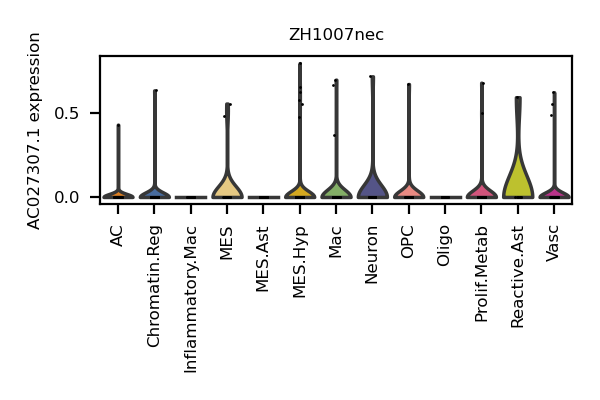 ZH1007nec
AC027307.1 expression
0.5
0.0
AC
Chromatin.Reg
Inflammatory.Mac
MES
MES.Ast
MES.Hyp
Mac
Neuron
OPC
Oligo
Prolif.Metab
Reactive.Ast
Vasc